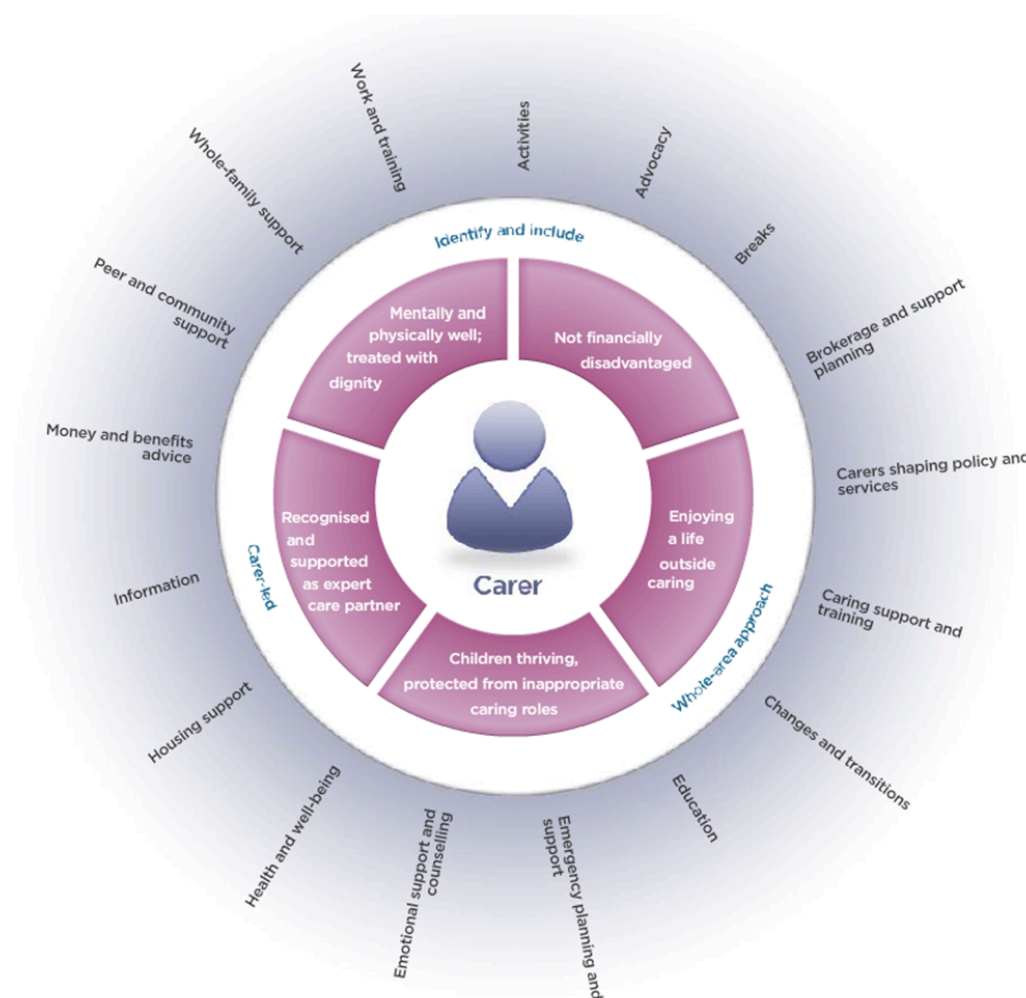 Activities
Advocacy
Breaks
Brokerage and support
planning
Carers shaping policy and
services
Caring support and
training
Changes and transitions
Education
Emergency planning and
support
Emotional support and
counselling
Health and well-being
Housing support
Information
Money and benefits
advice
Peer and community
support
Whole-family support
Work and training
Identify and include
Whole-area approach
Carer-led
Mentally and
physically well;
treated with
dignity
Not financially
disadvantaged
Enjoying
a life
outside
caring
Children thriving,
protected from inappropriate
caring roles
Recognised
and
supported
as expert
care partner
Carer